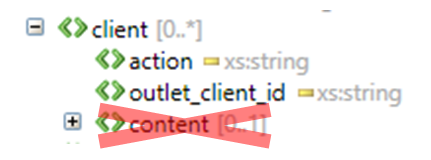 client [0..*]
action xs:string
outlet_client_id xs:string
content [0..1]